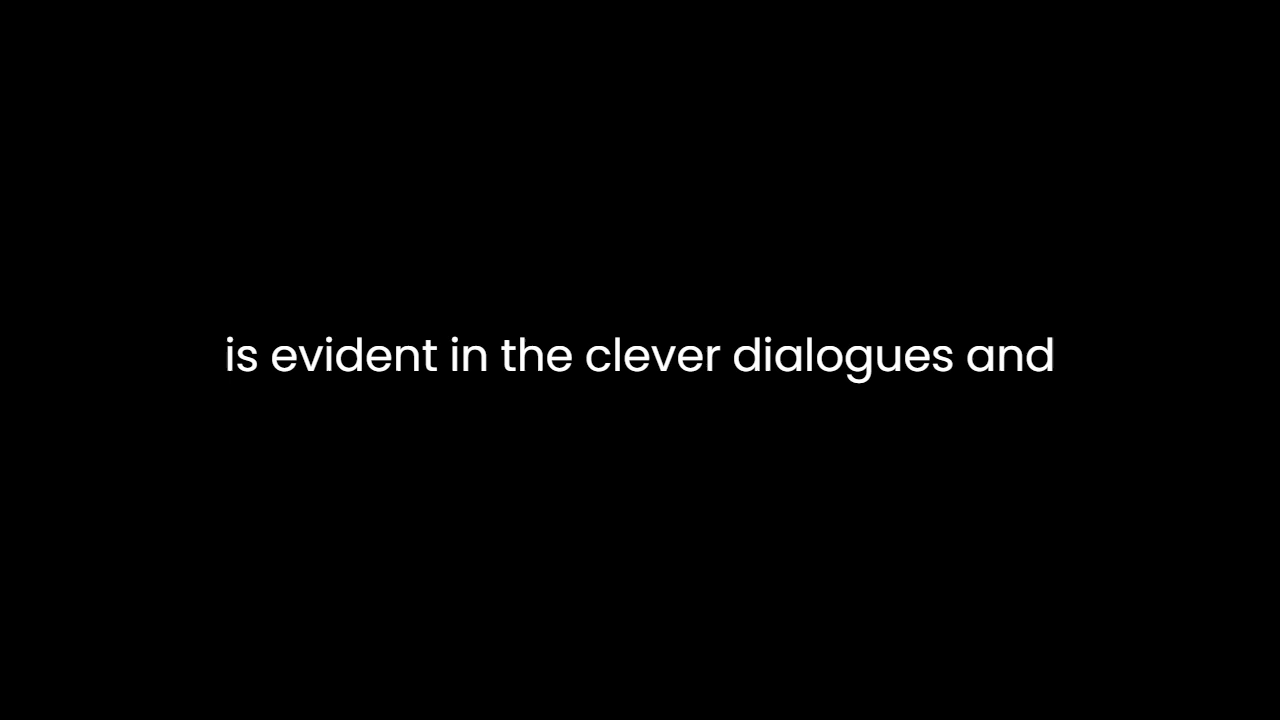 is evident in the clever dialogues and